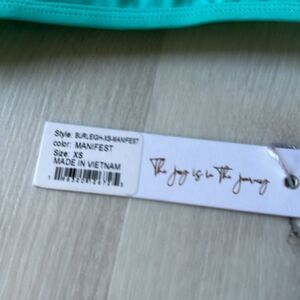 Style: BURLEIGH-XS-MANIFEST
color: MANIFEST
Size: XS
MADE IN VIETNAM
The joy is in the journey